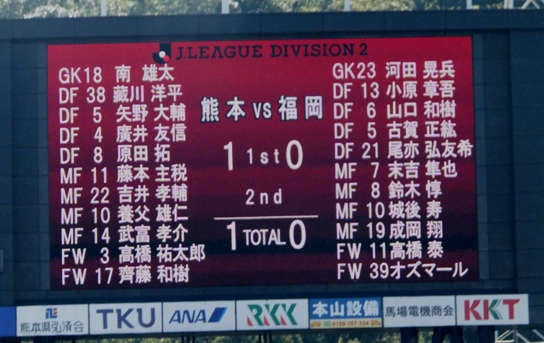 J.LEAGUE DIVISION 2
GK 18 南 雄太
DF 38 藏川 洋平
DF 5 矢野 大輔
DF 4 廣井 友信
DF 8 原田 拓
MF 11 藤本 主税
MF 22 吉井 孝輔
MF 10 養父 雄仁
MF 14 武富 孝介
FW 3 高橋 祐太郎
FW 17 齊藤 和樹
熊本 VS 福岡
1 1st 0
2nd
1 TOTAL 0
GK 23 河田 晃兵
DF 13 小原 章吾
DF 6 山口 和樹
DF 5 古賀 正紘
DF 21 尾亦 弘友希
MF 7 末吉 隼也
MF 8 鈴木 惇
MF 10 城後 寿
MF 19 成岡 翔
FW 11 高橋 泰
FW 39 オズマール
熊本県弘済会
TKU
ANA
RKK
本山設備
馬場電機商会
KKT